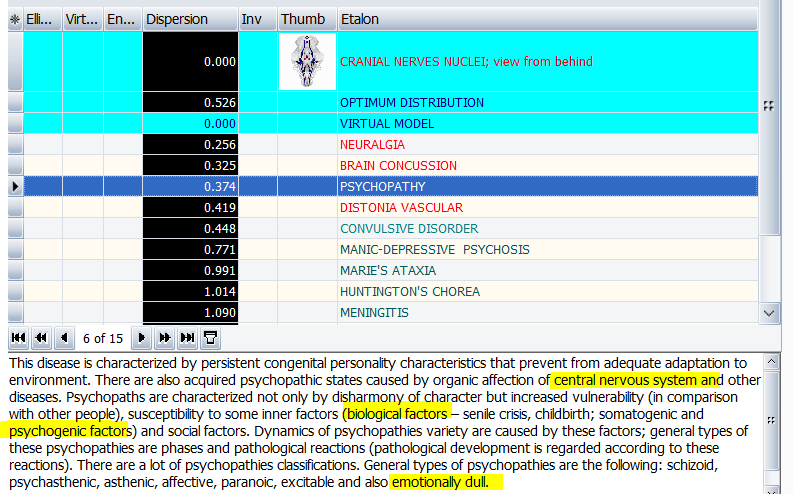 Elli... Virt... En... Dispersion Inv Thumb Etalon
0.000 CRANIAL NERVES NUCLEI; view from behind
0.526 OPTIMUM DISTRIBUTION
0.000 VIRTUAL MODEL
0.256 NEURALGIA
0.325 BRAIN CONCUSSION
0.374 PSYCHOPATHY
0.419 DISTONIA VASCULAR
0.448 CONVULSIVE DISORDER
0.771 MANIC-DEPRESSIVE PSYCHOSIS
0.991 MARIE'S ATAXIA
1.014 HUNTINGTON'S CHOREA
1.090 MENINGITIS
6 of 15
This disease is characterized by persistent congenital personality characteristics that prevent from adequate adaptation to
environment. There are also acquired psychopathic states caused by organic affection of central nervous system and other
diseases. Psychopaths are characterized not only by disharmony of character but increased vulnerability (in comparison
with other people), susceptibility to some inner factors (biological factors – senile crisis, childbirth; somatogenic and
psychogenic factors) and social factors. Dynamics of psychopathies variety are caused by these factors; general types of
these psychopathies are phases and pathological reactions (pathological development is regarded according to these
reactions). There are a lot of psychopathies classifications. General types of psychopathies are the following: schizoid,
psychasthenic, asthenic, affective, paranoic, excitable and also emotionally dull.